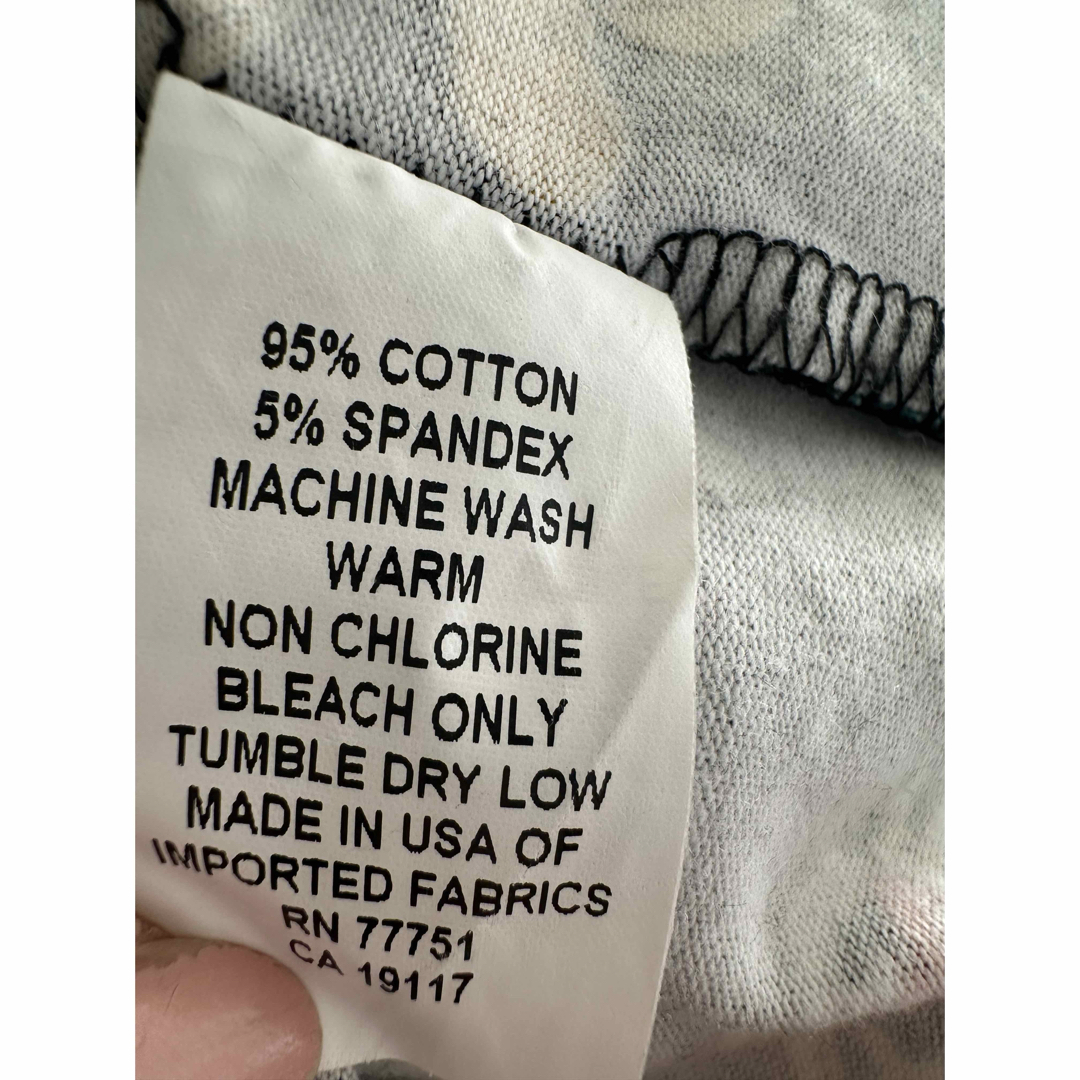 95% COTTON
5% SPANDEX
MACHINE WASH
WARM
NON CHLORINE
BLEACH ONLY
TUMBLE DRY LOW
MADE IN USA OF
IMPORTED FABRICS
RN 77751
CA 19117